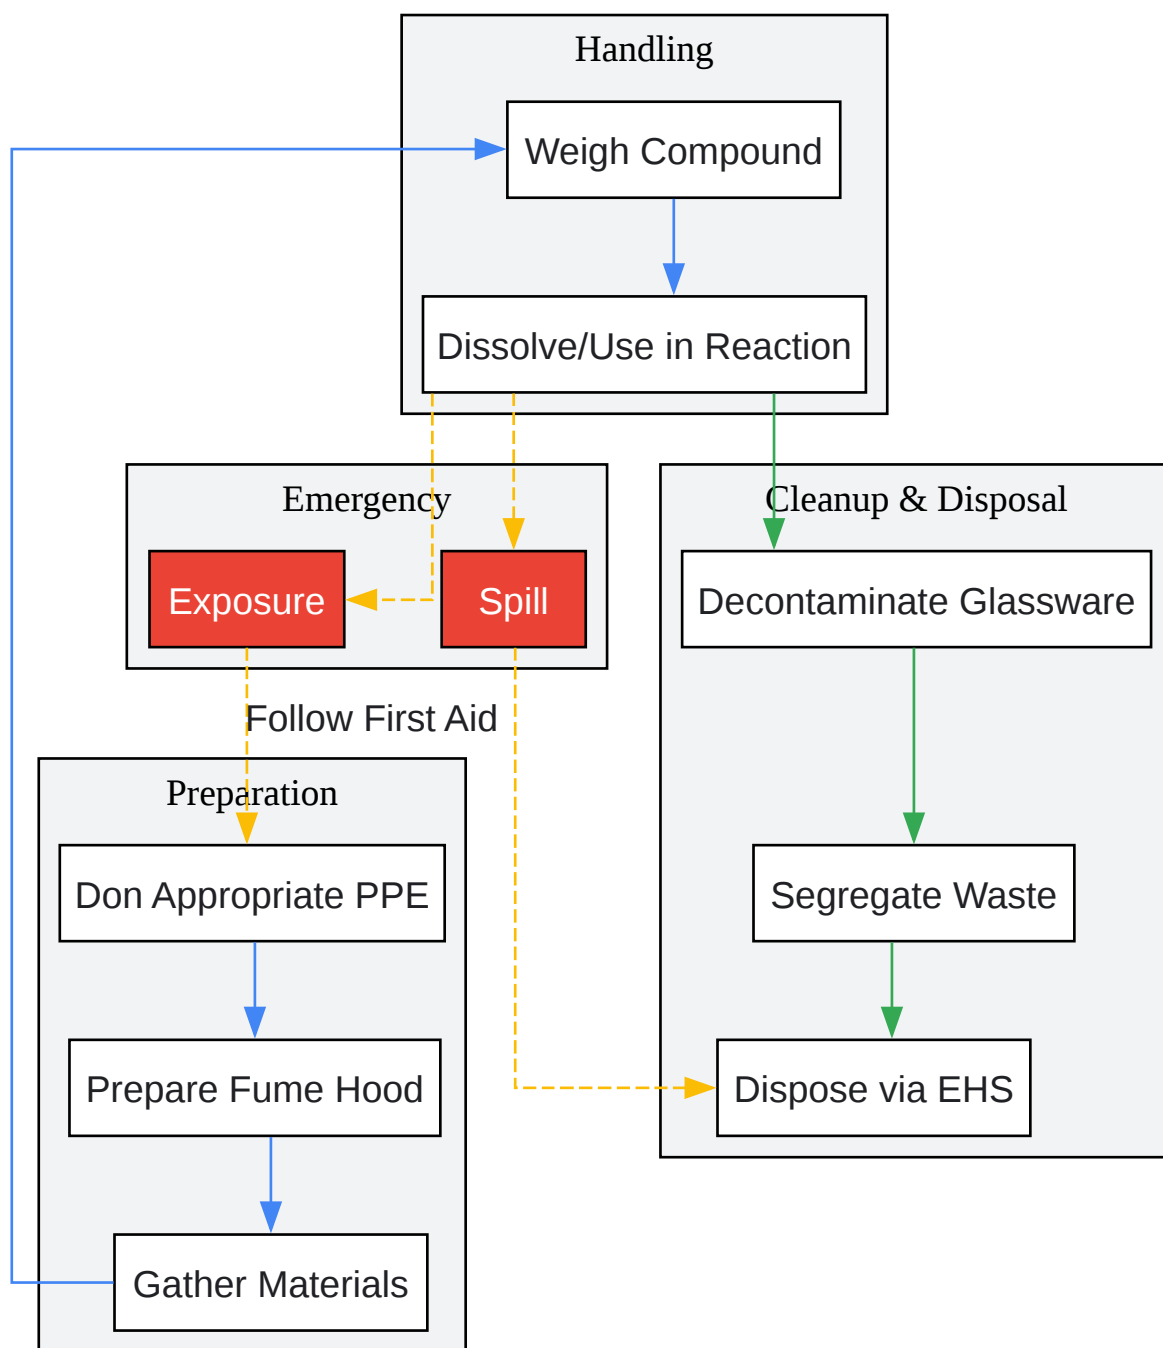 Handling
Weigh Compound
Dissolve/Use in Reaction
Emergency
Exposure
Spill
Follow First Aid
Cleanup & Disposal
Decontaminate Glassware
Segregate Waste
Dispose via EHS
Preparation
Don Appropriate PPE
Prepare Fume Hood
Gather Materials